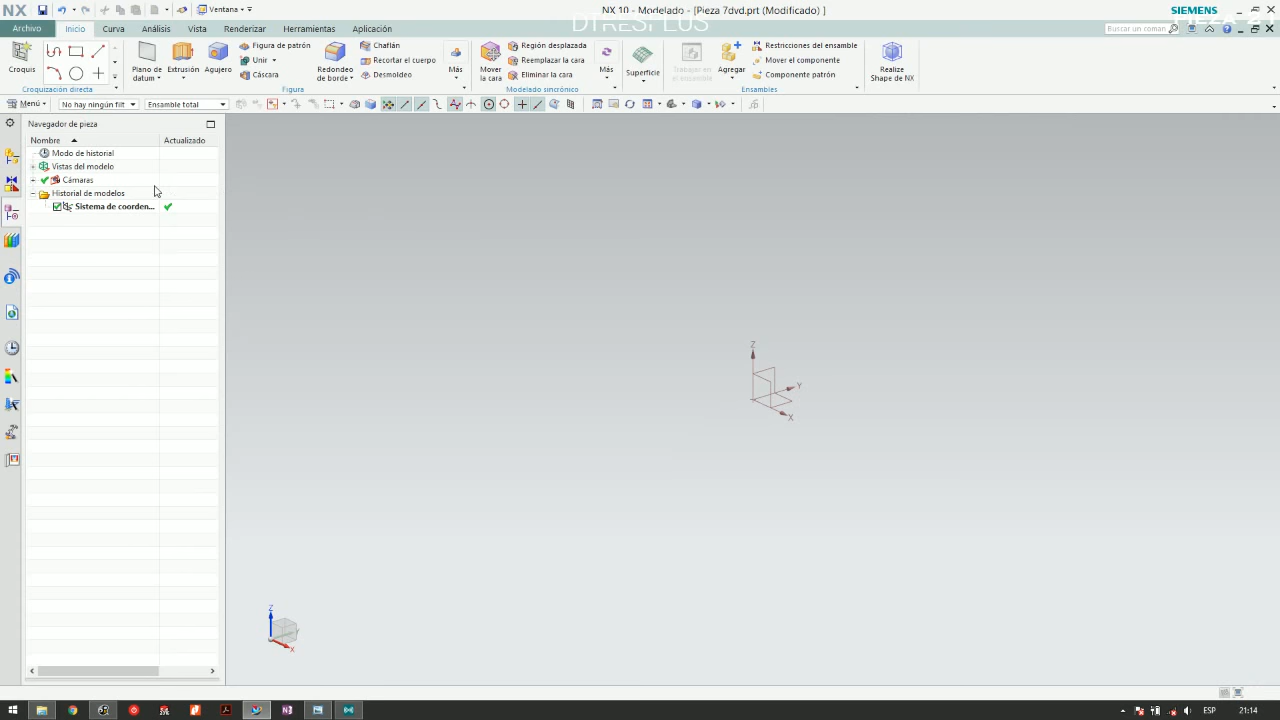 NX
Ventana
NX 10 - Modelado - [Pieza 7dvd.prt (Modificado) ]
SIEMENS
DTRESPLUS
Archivo
Inicio
Curva
Análisis
Vista
Renderizar
Herramientas
Aplicación
Buscar un coman
Croquis
Croquización directa
Plano de datum
Extrusión
Agujero
Figura de patrón
Unir
Cáscara
Redondeo de borde
Chaflán
Recortar el cuerpo
Desmoldeo
Más
Figura
Mover la cara
Región desplazada
Reemplazar la cara
Eliminar la cara
Más
Modelado sincrónico
Superficie
Trabajar en el ensamble
Agregar
Restricciones del ensamble
Mover el componente
Componente patrón
Ensambles
Realize Shape de NX
Menú
No hay ningún filt
Ensamble total
Navegador de pieza
Nombre
Actualizado
Modo de historial
Vistas del modelo
Cámaras
Historial de modelos
Sistema de coorden...
Z
Y
X
Z
Y
X
ESP
21:14